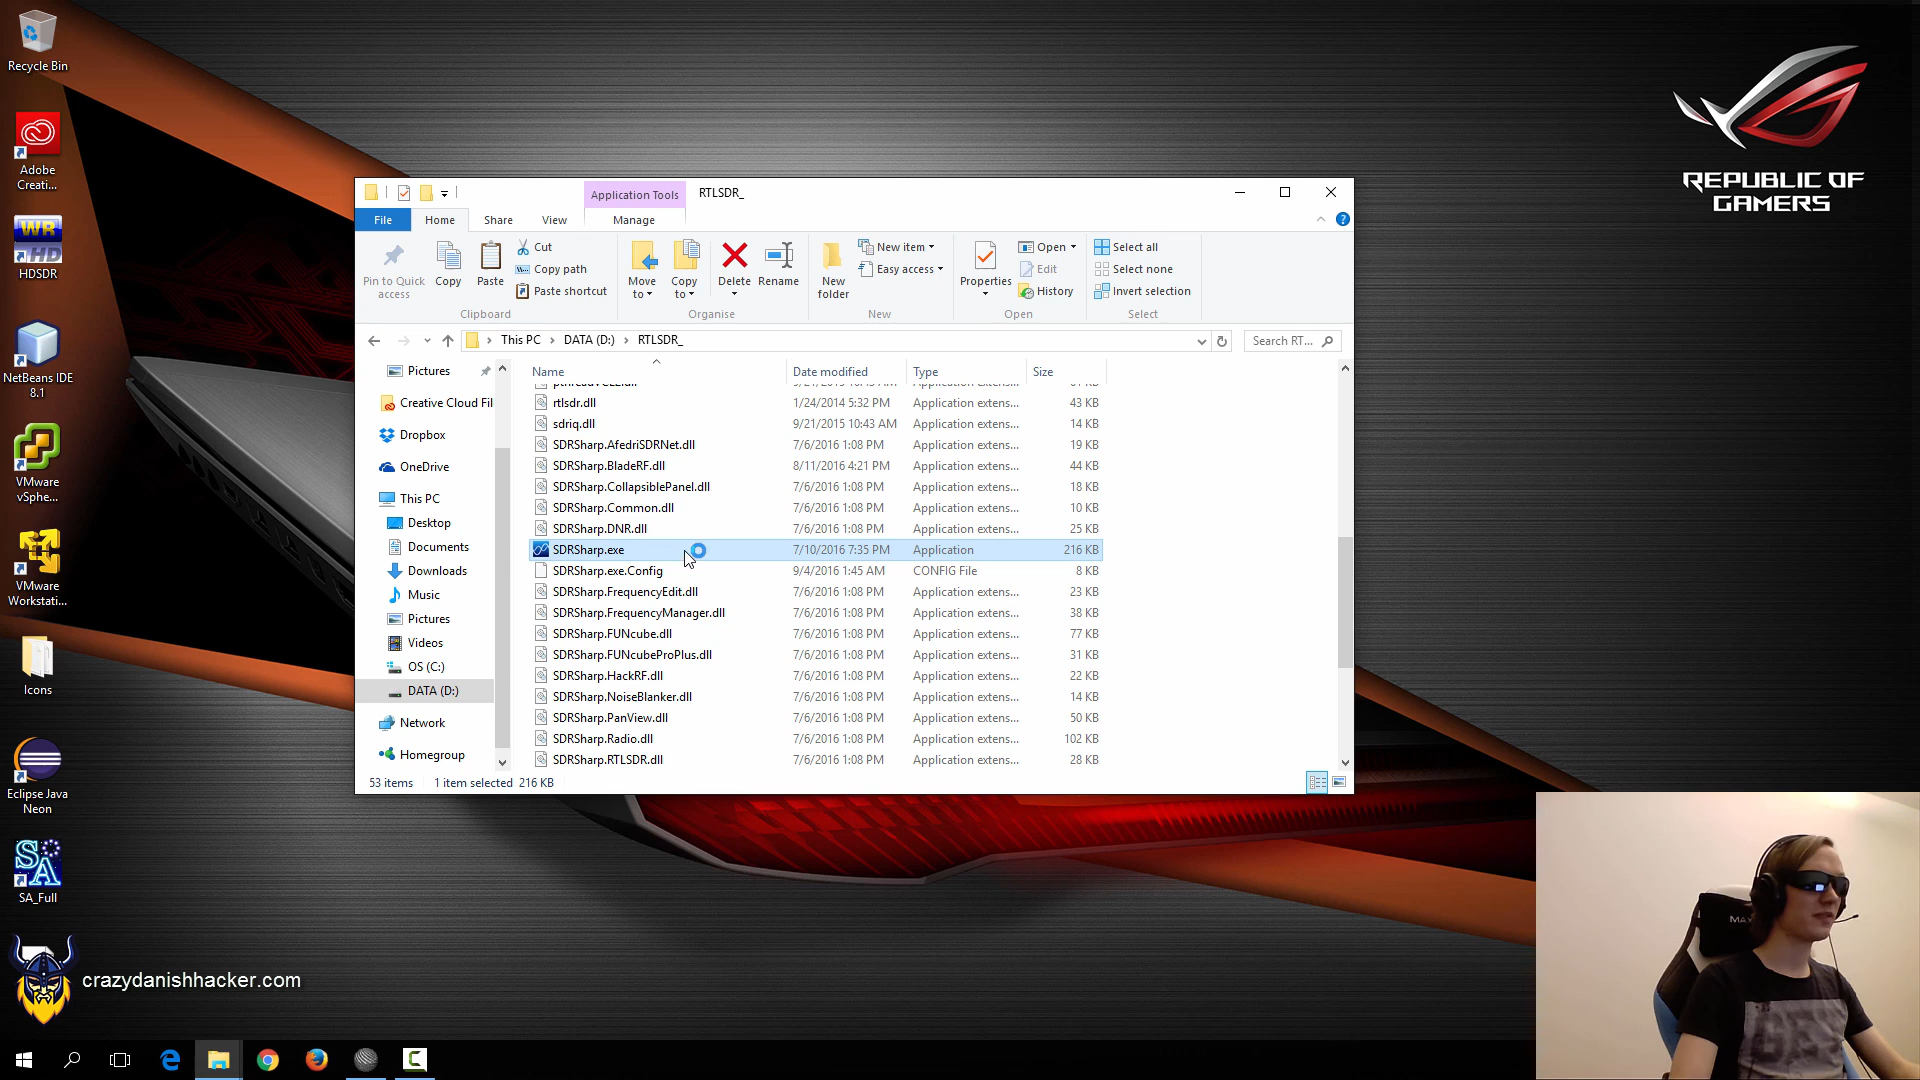 Recycle Bin
Adobe
Creati...
WR
HD
HDSDR
NetBeans IDE
8.1
VMware
vSphe...
VMware
Workstati...
Icons
Eclipse Java
Neon
SA
SA_Full
crazydanishhacker.com
REPUBLIC OF
GAMERS
Application Tools
RTLSDR_
File
Home
Share
View
Manage
Pin to Quick
access
Copy
Paste
Cut
Copy path
Paste shortcut
Clipboard
Move
to
Copy
to
Delete
Rename
Organise
New
folder
New item
Easy access
New
Properties
Open
Edit
History
Open
Select all
Select none
Invert selection
Select
This PC
DATA (D:)
RTLSDR_
Search RT...
Pictures
Creative Cloud Fil
Dropbox
OneDrive
This PC
Desktop
Documents
Downloads
Music
Pictures
Videos
OS (C:)
DATA (D:)
Network
Homegroup
Name Date modified Type Size
rtlsdr.dll 1/24/2014 5:32 PM Application extens... 43 KB
sdriq.dll 9/21/2015 10:43 AM Application extens... 14 KB
SDRSharp.AfedriSDRNet.dll 7/6/2016 1:08 PM Application extens... 19 KB
SDRSharp.BladeRF.dll 8/11/2016 4:21 PM Application extens... 44 KB
SDRSharp.CollapsiblePanel.dll 7/6/2016 1:08 PM Application extens... 18 KB
SDRSharp.Common.dll 7/6/2016 1:08 PM Application extens... 10 KB
SDRSharp.DNR.dll 7/6/2016 1:08 PM Application extens... 25 KB
SDRSharp.exe 7/10/2016 7:35 PM Application 216 KB
SDRSharp.exe.Config 9/4/2016 1:45 AM CONFIG File 8 KB
SDRSharp.FrequencyEdit.dll 7/6/2016 1:08 PM Application extens... 23 KB
SDRSharp.FrequencyManager.dll 7/6/2016 1:08 PM Application extens... 38 KB
SDRSharp.FUNcube.dll 7/6/2016 1:08 PM Application extens... 77 KB
SDRSharp.FUNcubeProPlus.dll 7/6/2016 1:08 PM Application extens... 31 KB
SDRSharp.HackRF.dll 7/6/2016 1:08 PM Application extens... 22 KB
SDRSharp.NoiseBlanker.dll 7/6/2016 1:08 PM Application extens... 14 KB
SDRSharp.PanView.dll 7/6/2016 1:08 PM Application extens... 50 KB
SDRSharp.Radio.dll 7/6/2016 1:08 PM Application extens... 102 KB
SDRSharp.RTLSDR.dll 7/6/2016 1:08 PM Application extens... 28 KB
53 items
1 item selected 216 KB